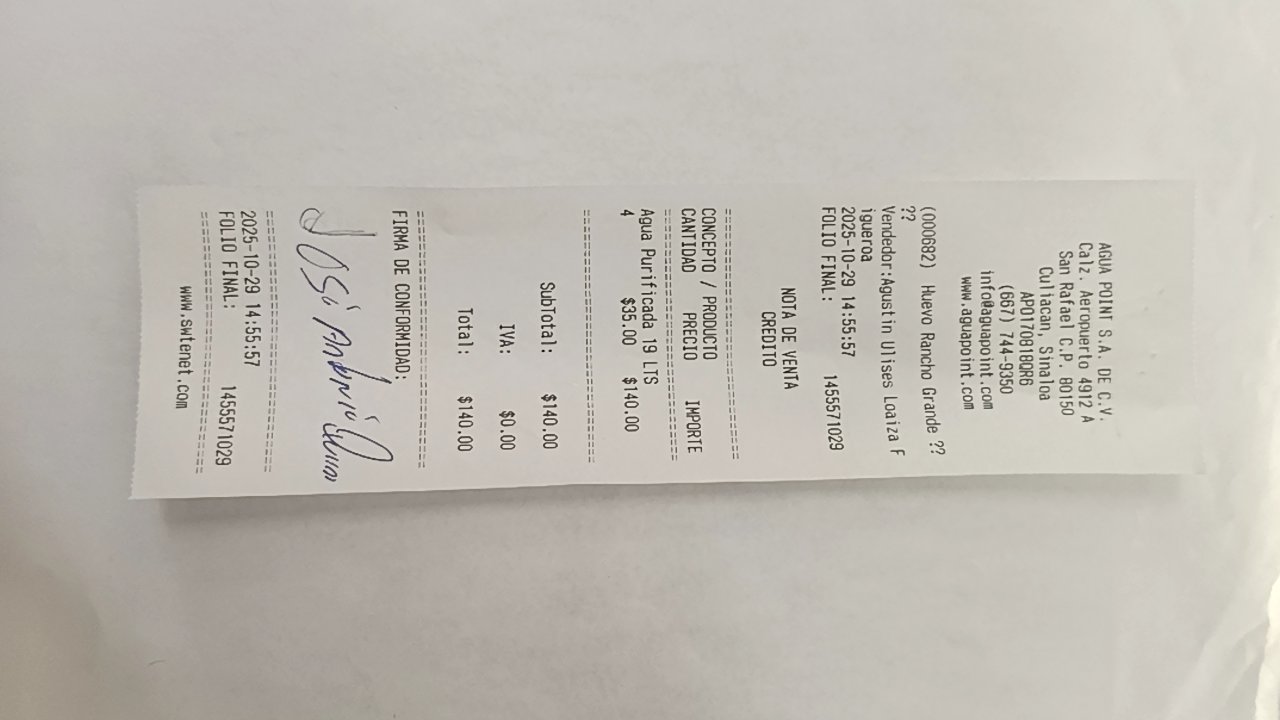 AGUA POINT S.A. DE C.V.
Calz. Aeropuerto 4912 A
San Rafael C.P. 80150
Culiacan, Sinaloa
APO170818QR6
(667) 744-9350
info@aguapoint.com
www.aguapoint.com
(000682) Huevo Rancho Grande ??
??
Vendedor:Agustin Ulises Loaiza F
igueroa
2025-10-29 14:55:57
FOLIO FINAL: 1455571029
NOTA DE VENTA
CREDITO
================================
CONCEPTO / PRODUCTO
CANTIDAD PRECIO IMPORTE
================================
Agua Purificada 19 LTS
4 $35.00 $140.00
================================
SubTotal: $140.00
IVA: $0.00
Total: $140.00
================================
FIRMA DE CONFORMIDAD:
José
================================
2025-10-29 14:55:57
FOLIO FINAL: 1455571029
================================
www.swtenet.com